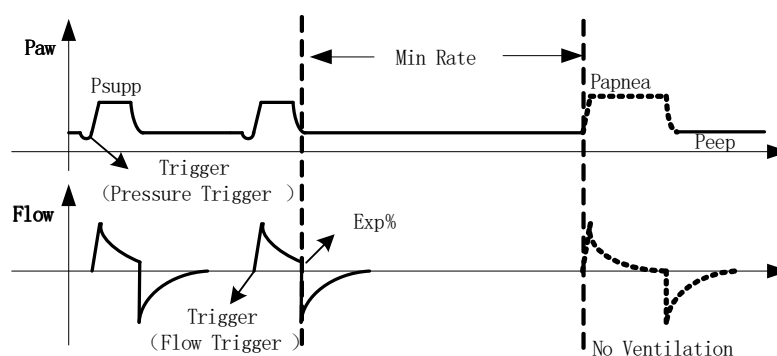 Paw
Psupp
Min Rate
Papnea
Peep
Trigger
（Pressure Trigger ）
Flow
Exp%
Trigger
（Flow Trigger ）
No Ventilation